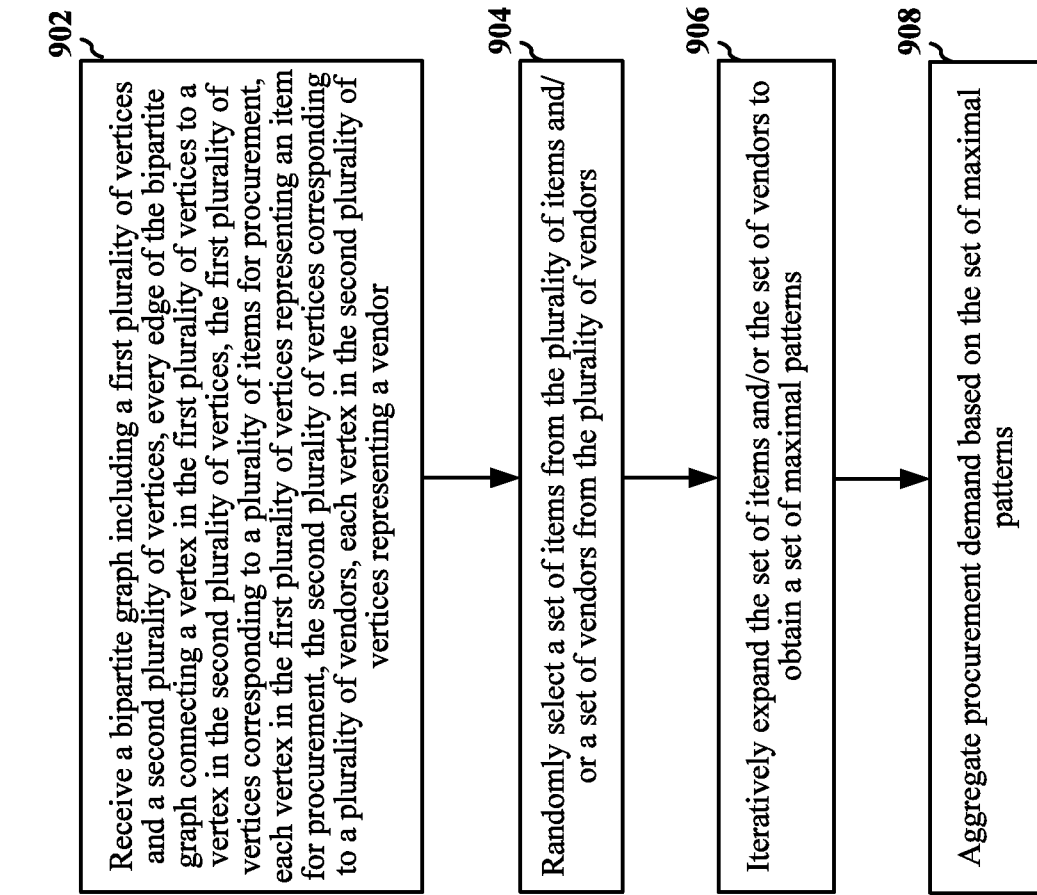 902
Receive a bipartite graph including a first plurality of vertices
and a second plurality of vertices, every edge of the bipartite
graph connecting a vertex in the first plurality of vertices to a
vertex in the second plurality of vertices, the first plurality of
vertices corresponding to a plurality of items for procurement,
each vertex in the first plurality of vertices representing an item
for procurement, the second plurality of vertices corresponding
to a plurality of vendors, each vertex in the second plurality of
vertices representing a vendor
904
Randomly select a set of items from the plurality of items and/
or a set of vendors from the plurality of vendors
906
Iteratively expand the set of items and/or the set of vendors to
obtain a set of maximal patterns
908
Aggregate procurement demand based on the set of maximal
patterns